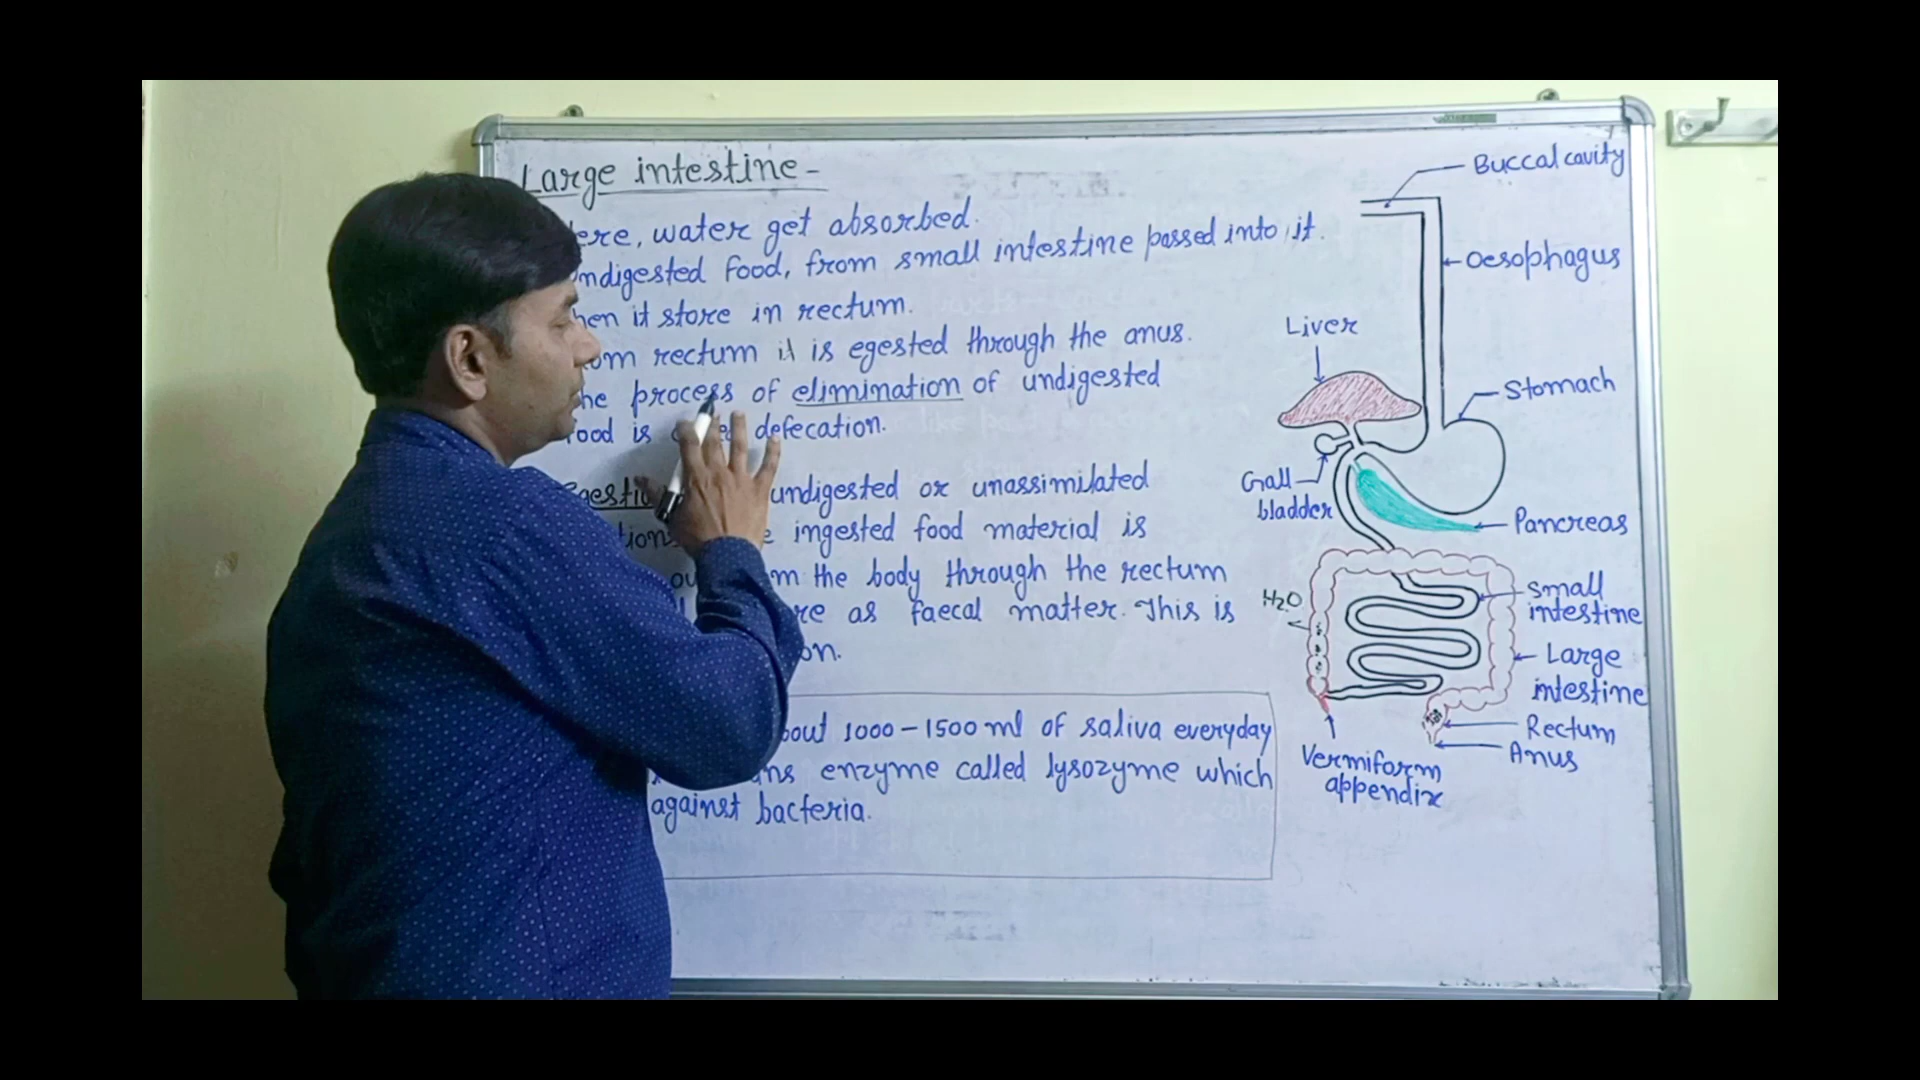 Large intestine -
ere, water get absorbed.
ndigested food, from small intestine passed into it.
hen it store in rectum.
om rectum it is egested through the anus.
he process of elimination of undigested
food is defecation.
undigested or unassimilated
ingested food material is
the body through the rectum
as faecal matter. This is
on.
bout 1000 - 1500 ml of saliva everyday
enzyme called lysozyme which
against bacteria.
Buccal cavity
Oesophagus
Liver
Stomach
Gall
bladder
Pancreas
H₂O
small
intestine
Large
intestine
Rectum
Anus
Vermiform
appendix